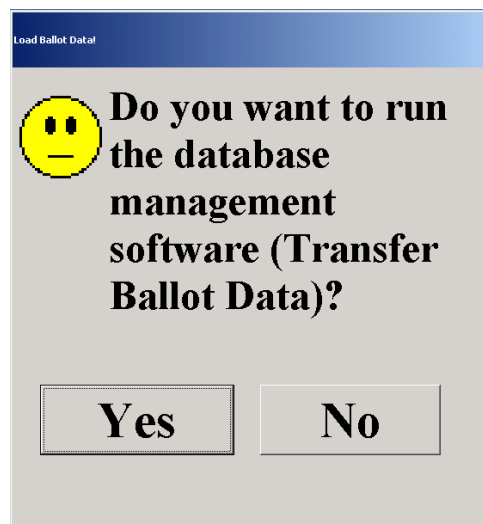 Load Ballot Data!
Do you want to run
the database
management
software (Transfer
Ballot Data)?
Yes
No